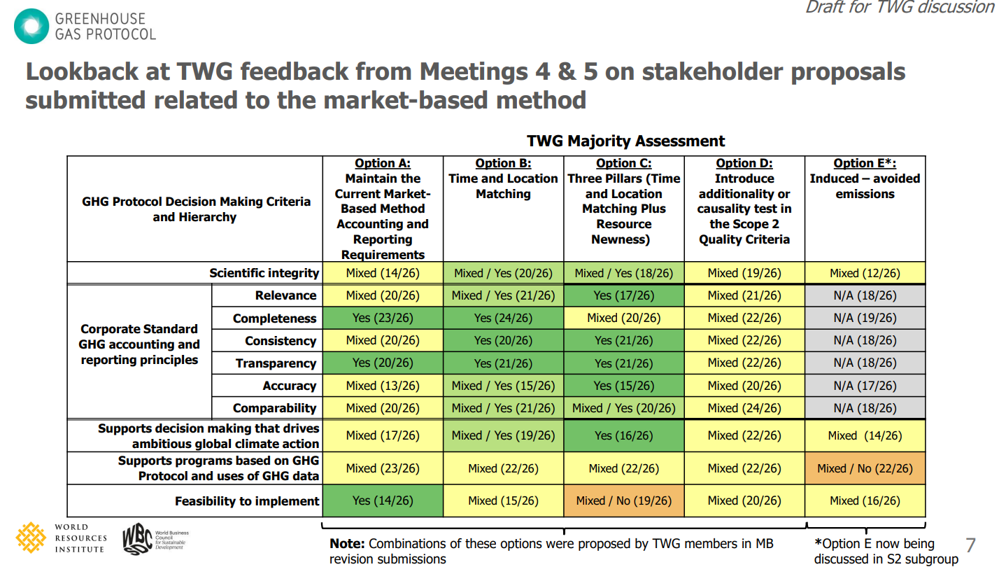 Draft for TWG discussion
GREENHOUSE
GAS PROTOCOL
Lookback at TWG feedback from Meetings 4 & 5 on stakeholder proposals
submitted related to the market-based method
TWG Majority Assessment
GHG Protocol Decision Making Criteria
and Hierarchy
Option A:
Maintain the
Current Market-
Based Method
Accounting and
Reporting
Requirements
Option B:
Time and Location
Matching
Option C:
Three Pillars (Time
and Location
Matching Plus
Resource
Newness)
Option D:
Introduce
additionality or
causality test in
the Scope 2
Quality Criteria
Option E*:
Induced – avoided
emissions
Scientific integrity Mixed (14/26) Mixed / Yes (20/26) Mixed / Yes (18/26) Mixed (19/26) Mixed (12/26)
Corporate Standard
GHG accounting and
reporting principles
Relevance Mixed (20/26) Mixed / Yes (21/26) Yes (17/26) Mixed (21/26) N/A (18/26)
Completeness Yes (23/26) Yes (24/26) Mixed (20/26) Mixed (22/26) N/A (19/26)
Consistency Mixed (20/26) Yes (20/26) Yes (21/26) Mixed (22/26) N/A (18/26)
Transparency Yes (20/26) Yes (21/26) Yes (21/26) Mixed (22/26) N/A (18/26)
Accuracy Mixed (13/26) Mixed / Yes (15/26) Yes (15/26) Mixed (20/26) N/A (17/26)
Comparability Mixed (20/26) Mixed / Yes (21/26) Mixed / Yes (20/26) Mixed (24/26) N/A (18/26)
Supports decision making that drives
ambitious global climate action
Mixed (17/26) Mixed / Yes (19/26) Yes (16/26) Mixed (22/26) Mixed (14/26)
Supports programs based on GHG
Protocol and uses of GHG data
Mixed (23/26) Mixed (22/26) Mixed (22/26) Mixed (22/26) Mixed / No (22/26)
Feasibility to implement Yes (14/26) Mixed (15/26) Mixed / No (19/26) Mixed (20/26) Mixed (16/26)
WORLD
RESOURCES
INSTITUTE
WBC
World Business
Council
for Sustainable
Development
Note: Combinations of these options were proposed by TWG members in MB
revision submissions
*Option E now being
discussed in S2 subgroup
7